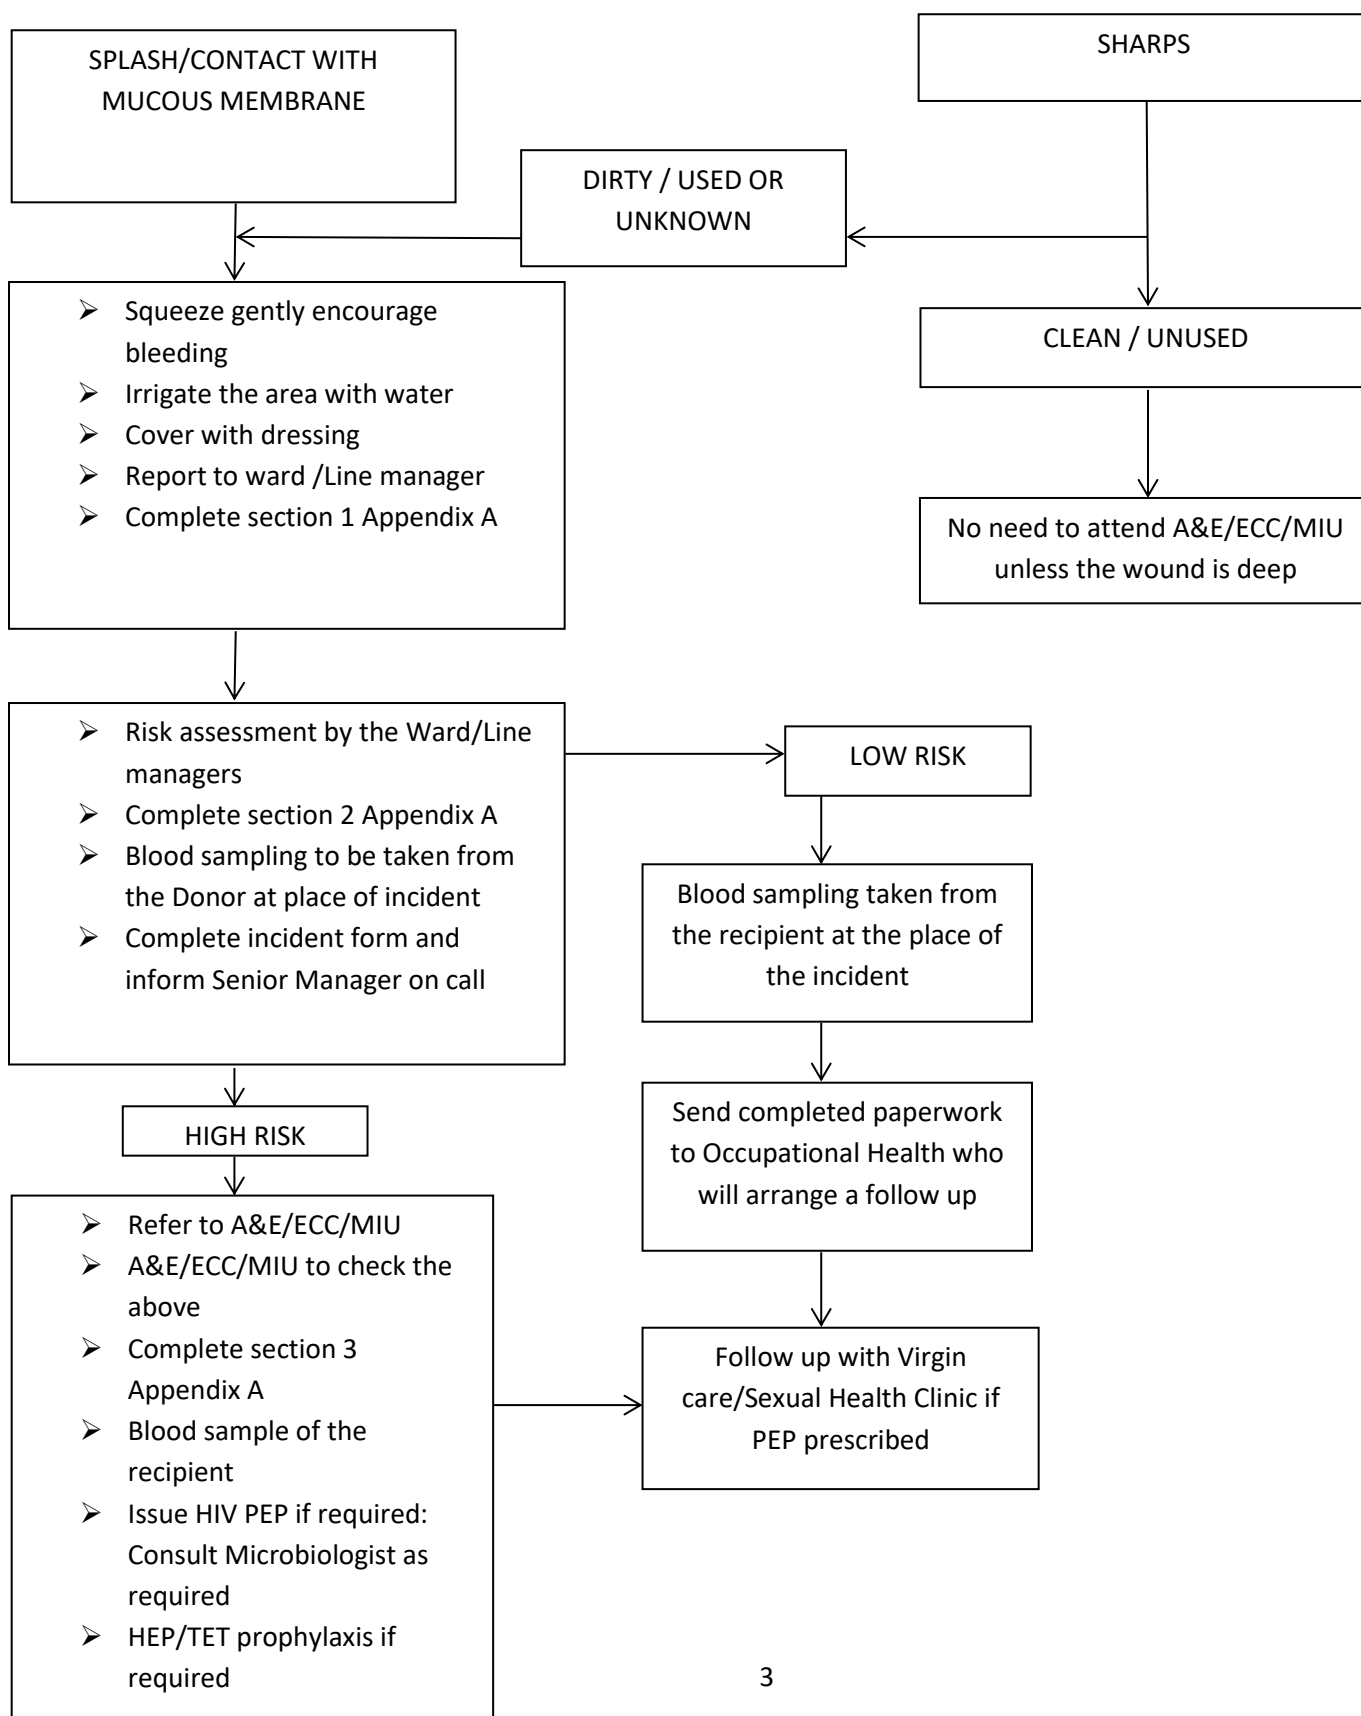 SPLASH/CONTACT WITH
MUCOUS MEMBRANE
SHARPS
DIRTY / USED OR
UNKNOWN
➢ Squeeze gently encourage
bleeding
➢ Irrigate the area with water
➢ Cover with dressing
➢ Report to ward /Line manager
➢ Complete section 1 Appendix A
CLEAN / UNUSED
No need to attend A&E/ECC/MIU
unless the wound is deep
➢ Risk assessment by the Ward/Line
managers
➢ Complete section 2 Appendix A
➢ Blood sampling to be taken from
the Donor at place of incident
➢ Complete incident form and
inform Senior Manager on call
LOW RISK
Blood sampling taken from
the recipient at the place of
the incident
Send completed paperwork
to Occupational Health who
will arrange a follow up
HIGH RISK
➢ Refer to A&E/ECC/MIU
➢ A&E/ECC/MIU to check the
above
➢ Complete section 3
Appendix A
➢ Blood sample of the
recipient
➢ Issue HIV PEP if required:
Consult Microbiologist as
required
➢ HEP/TET prophylaxis if
required
Follow up with Virgin
care/Sexual Health Clinic if
PEP prescribed
3